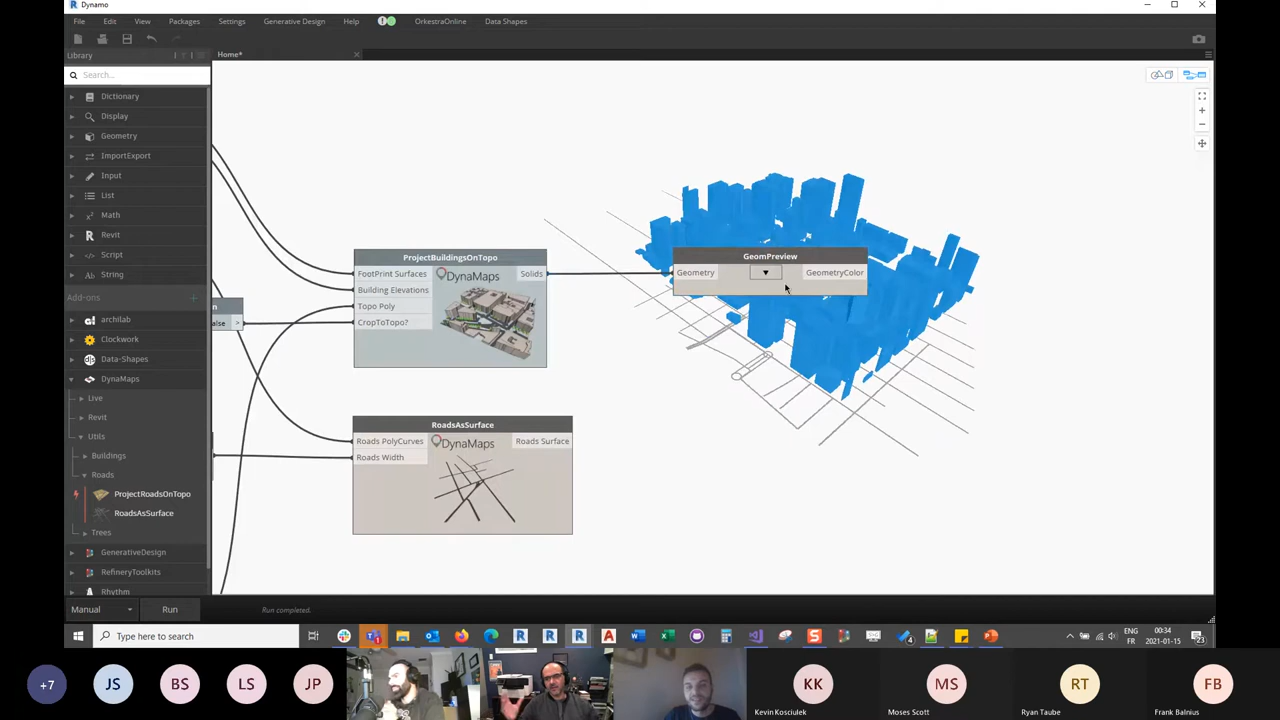 Dynamo
File Edit View Packages Settings Generative Design Help OrkestraOnline Data Shapes
Library
Home*
Search...
Dictionary
Display
Geometry
ImportExport
Input
List
Math
Revit
Script
String
Add-ons
archilab
Clockwork
Data-Shapes
DynaMaps
Live
Revit
Utils
Buildings
Roads
ProjectRoadsOnTopo
RoadsAsSurface
Trees
GenerativeDesign
RefineryToolkits
Rhythm
Manual
Run
Run completed.
alse >
ProjectBuildingsOnTopo
FootPrint Surfaces
Building Elevations
Topo Poly
CropToTopo?
DynaMaps
Solids
RoadsAsSurface
Roads PolyCurves
Roads Width
DynaMaps
Roads Surface
GeomPreview
Geometry
GeometryColor
Type here to search
ENG
FR
00:34
2021-01-15
23
+7
JS
BS
LS
JP
KK
Kevin Kosciulek
MS
Moses Scott
RT
Ryan Taube
FB
Frank Balnius